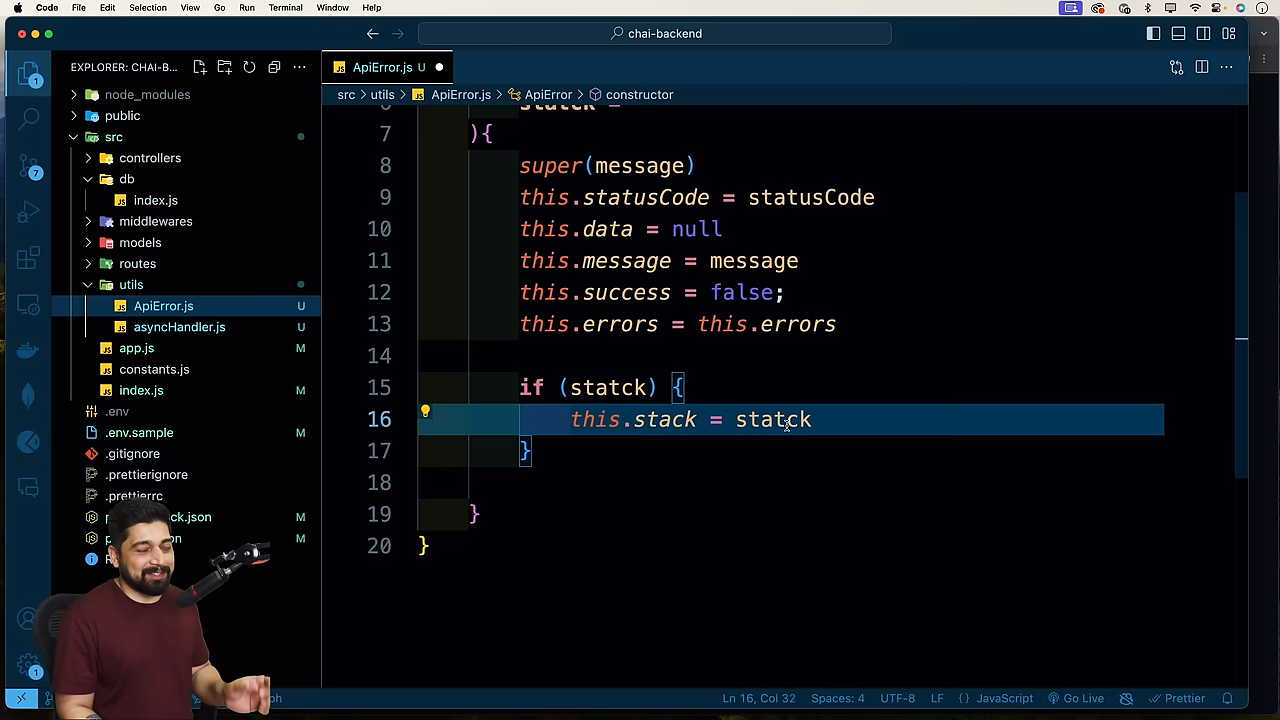 Code File Edit Selection View Go Run Terminal Window Help
chai-backend
EXPLORER: CHAI-B...
ApiError.js U
src utils ApiError.js ApiError constructor
node_modules
public
src
controllers
db
index.js
middlewares
models
routes
utils
ApiError.js U
asyncHandler.js U
app.js M
constants.js
index.js M
.env
.env.sample
.gitignore
.prettierignore
.prettierrc
M
M
1
7
1
7 ){
8 super(message)
9 this.statusCode = statusCode
10 this.data = null
11 this.message = message
12 this.success = false;
13 this.errors = this.errors
14
15 if (statck) {
16 this.stack = statck
17 }
18
19 }
20 }
Ln 16, Col 32 Spaces: 4 UTF-8 LF {} JavaScript Go Live Prettier